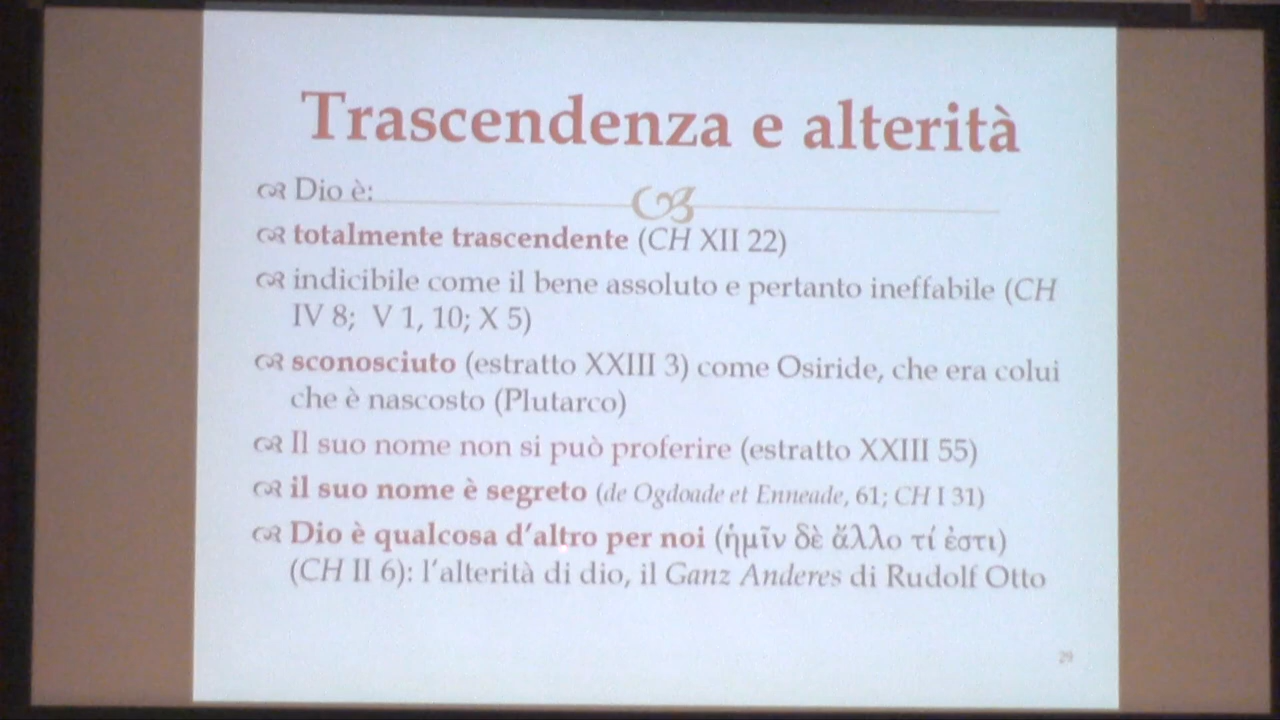 Trascendenza e alterità
Dio è:
totalmente trascendente (CH XII 22)
indicibile come il bene assoluto e pertanto ineffabile (CH
IV 8; V 1, 10; X 5)
sconosciuto (estratto XXIII 3) come Osiride, che era colui
che è nascosto (Plutarco)
Il suo nome non si può proferire (estratto XXIII 55)
il suo nome è segreto (de Ogdoade et Enneade, 61; CH I 31)
Dio è qualcosa d'altro per noi (ἡμῖν δὲ ἄλλο τί ἐστι)
(CH II 6): l'alterità di dio, il Ganz Anderes di Rudolf Otto
29